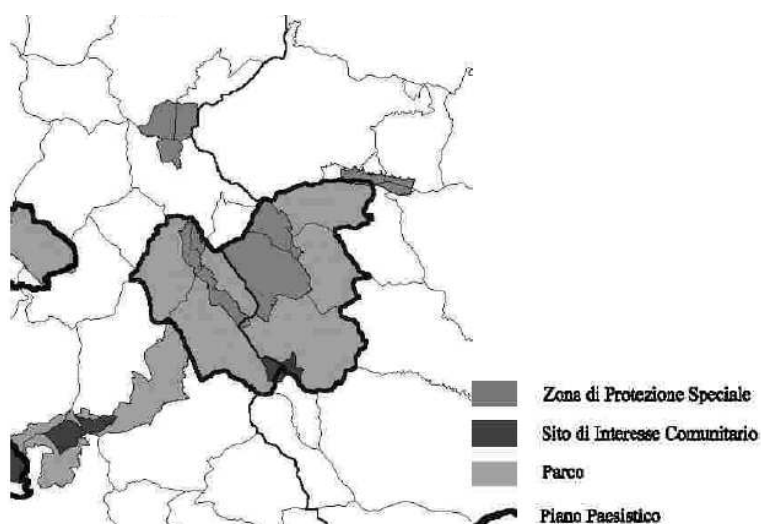 Zona di Protezione Speciale
Sito di Interesse Comunitario
Parco
Piano Paesistico